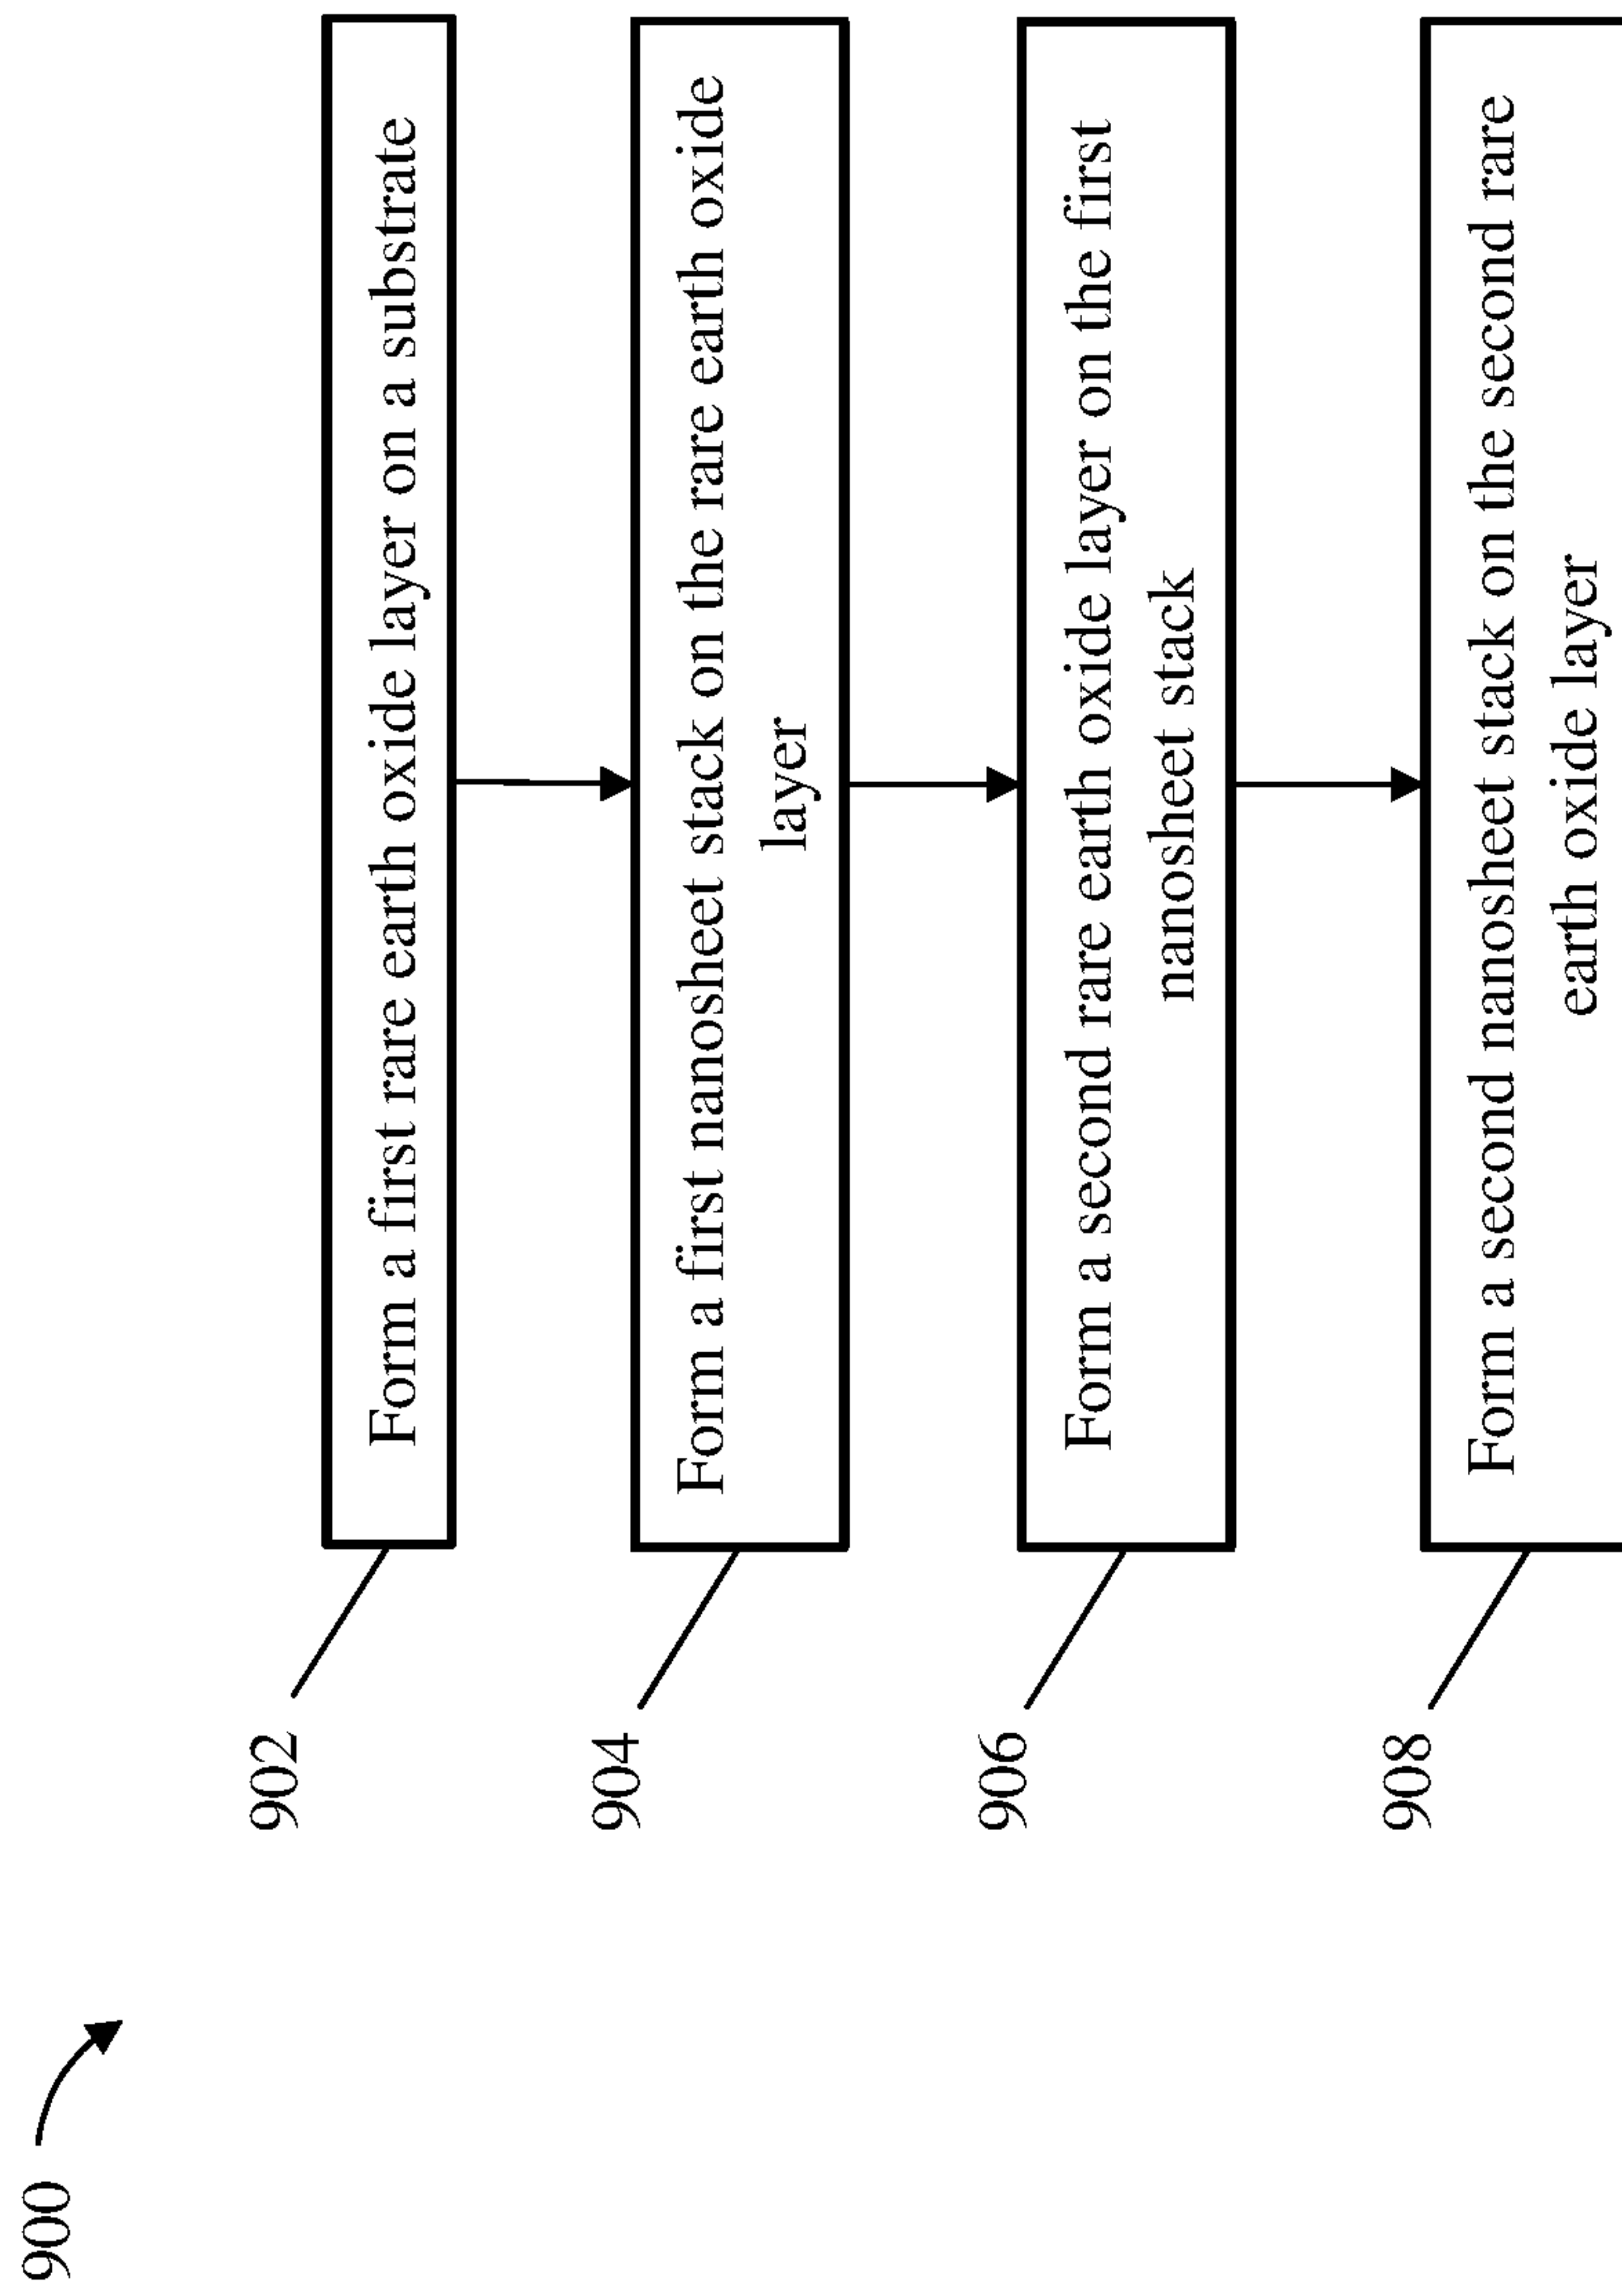 900
902
Form a first rare earth oxide layer on a substrate
904
Form a first nanosheet stack on the rare earth oxide
layer
906
Form a second rare earth oxide layer on the first
nanosheet stack
908
Form a second nanosheet stack on the second rare
earth oxide layer